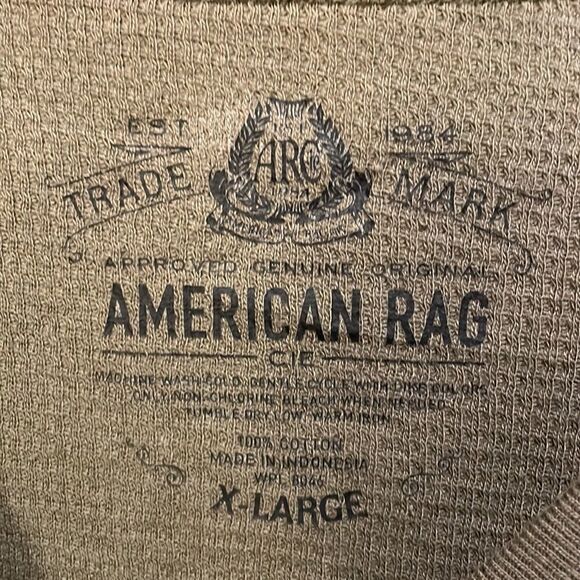 EST 1984
ARC
TRADE MARK
APPROVED GENUINE ORIGINAL
AMERICAN RAG
CIE
MACHINE WASH COLD GENTLE CYCLE WITH LIKE COLORS
ONLY NON-CHLORINE BLEACH WHEN NEEDED
TUMBLE DRY LOW. WARM IRON
100% COTTON
MADE IN INDONESIA
WPL 8046
X-LARGE